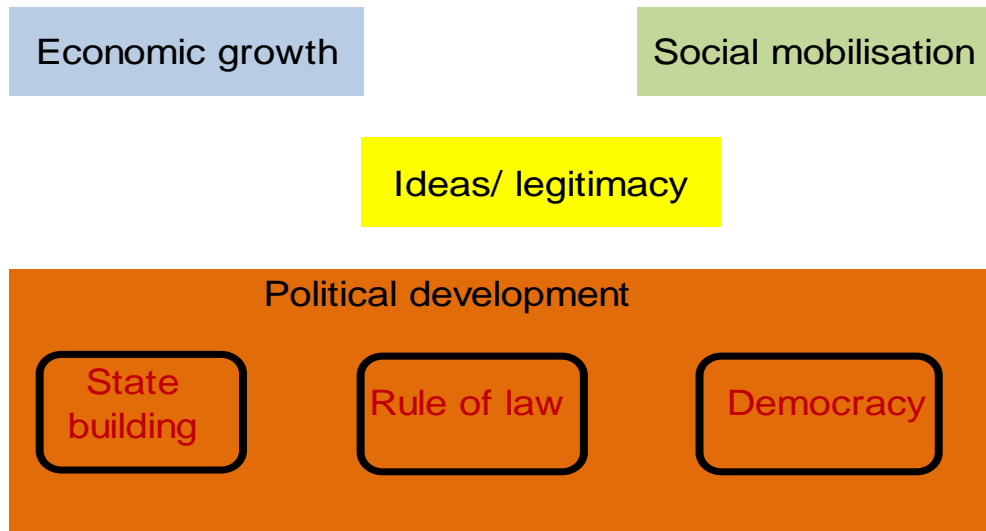 Economic growth
Social mobilisation
Ideas/ legitimacy
Political development
State
building
Rule of law
Democracy